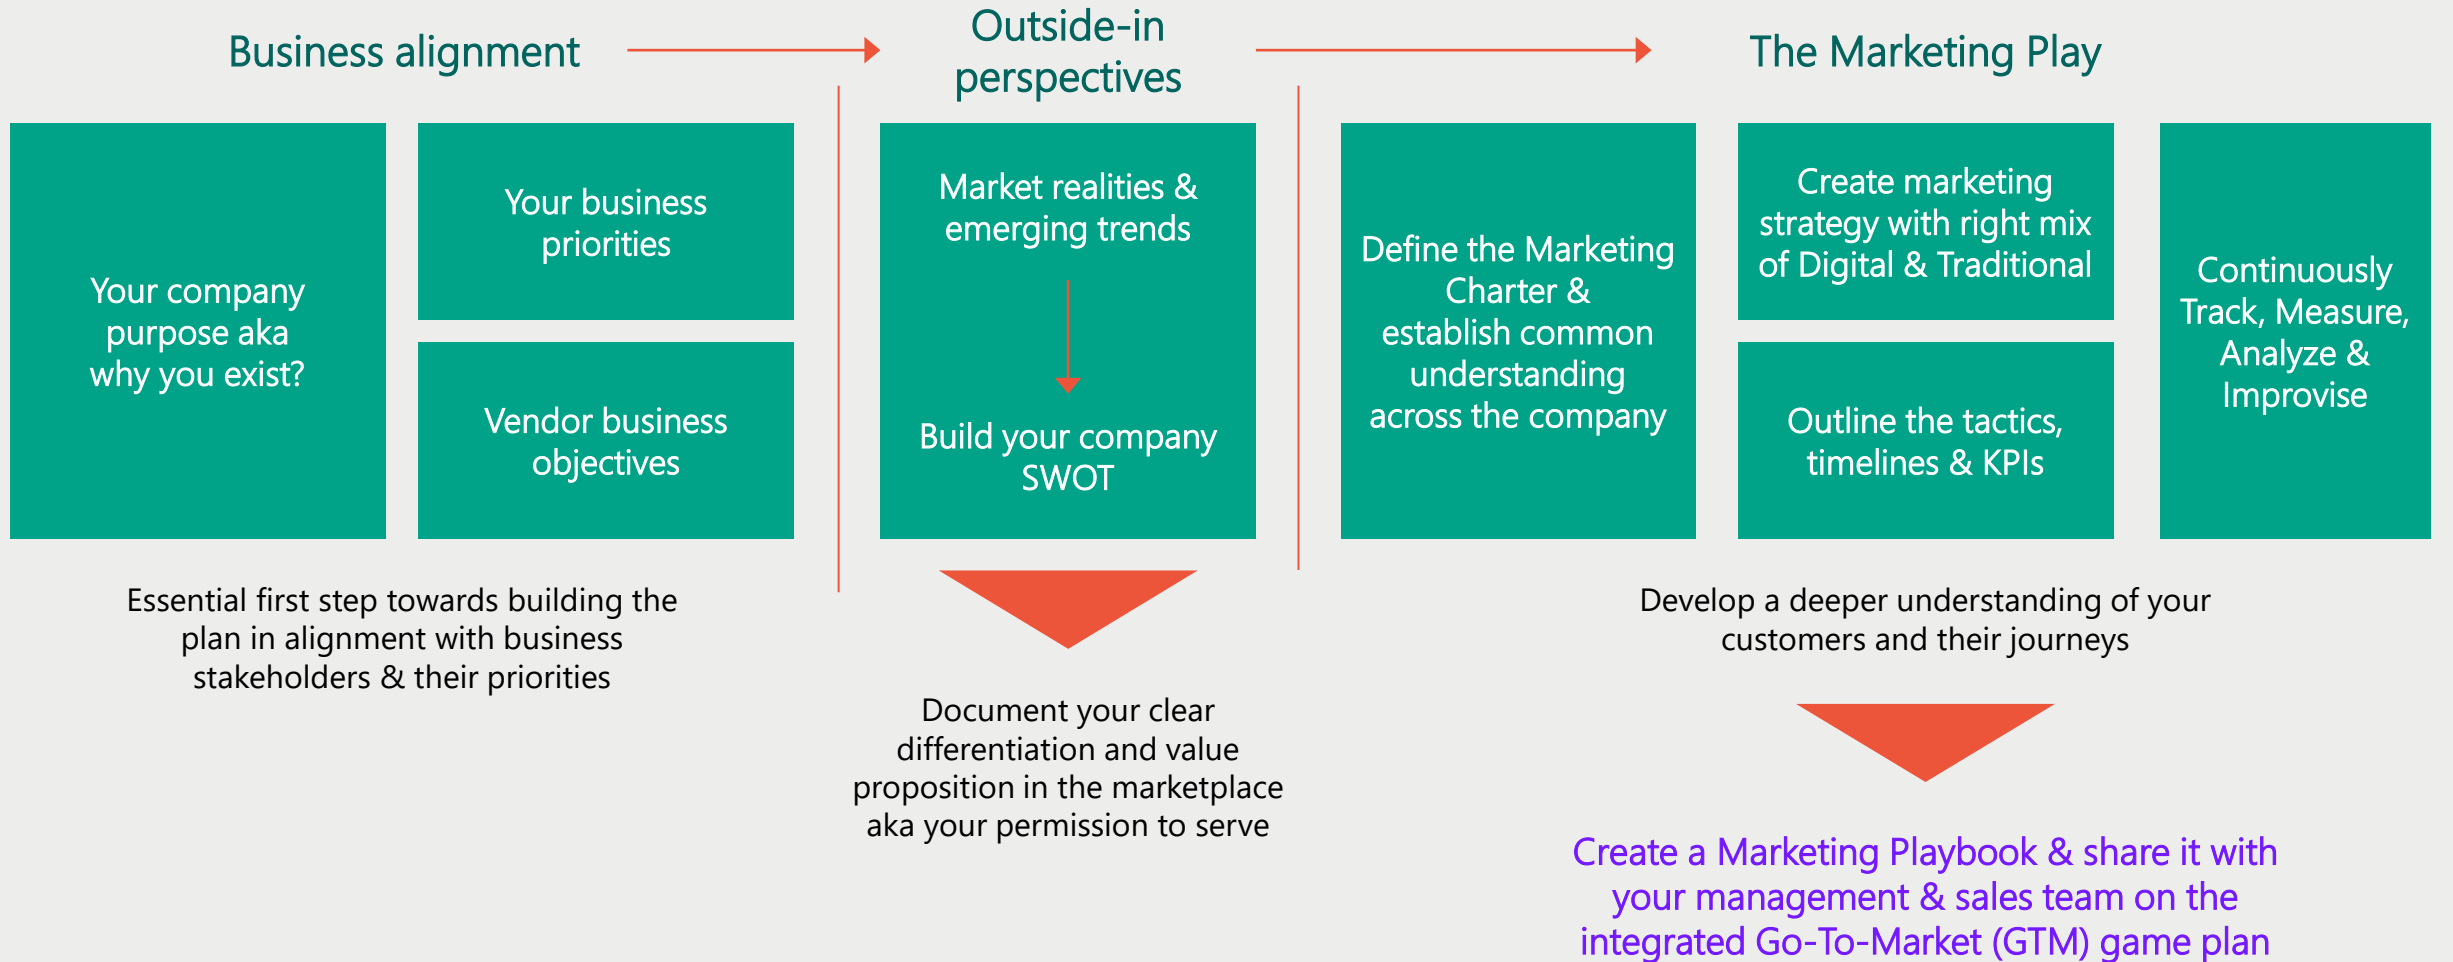 Business alignment
Outside-in
perspectives
The Marketing Play
Your company
purpose aka
why you exist?
Your business
priorities
Vendor business
objectives
Essential first step towards building the
plan in alignment with business
stakeholders & their priorities
Market realities &
emerging trends
Build your company
SWOT
Document your clear
differentiation and value
proposition in the marketplace
aka your permission to serve
Define the Marketing
Charter &
establish common
understanding
across the company
Create marketing
strategy with right mix
of Digital & Traditional
Outline the tactics,
timelines & KPIs
Continuously
Track, Measure,
Analyze &
Improvise
Develop a deeper understanding of your
customers and their journeys
Create a Marketing Playbook & share it with
your management & sales team on the
integrated Go-To-Market (GTM) game plan